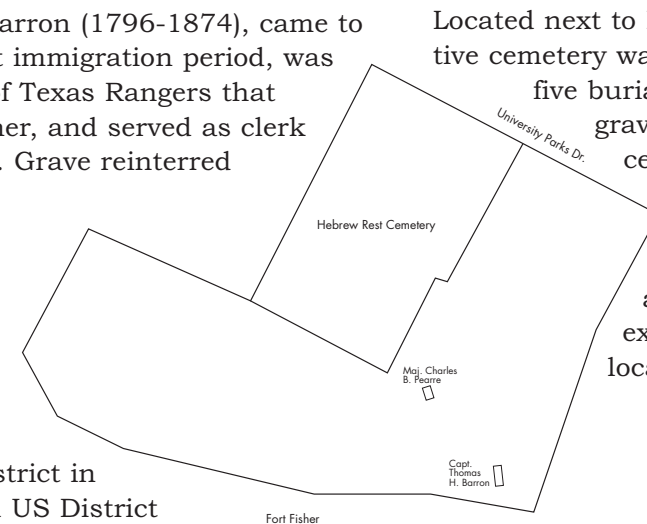 arron (1796-1874), came to
t immigration period, was
f Texas Rangers that
ner, and served as clerk
. Grave reinterred
Located next to
tive cemetery wa
five buria
grav
ce
a
ex
loca
University Parks Dr.
Hebrew Rest Cemetery
Maj. Charles
B. Pearre
Capt.
Thomas
H. Barron
strict in
US District
Fort Fisher